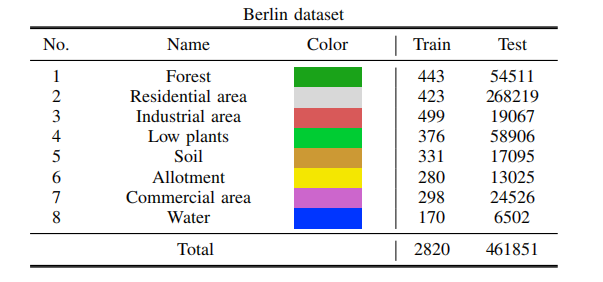 Berlin dataset
No. Name Color Train Test
1 Forest 443 54511
2 Residential area 423 268219
3 Industrial area 499 19067
4 Low plants 376 58906
5 Soil 331 17095
6 Allotment 280 13025
7 Commercial area 298 24526
8 Water 170 6502
Total 2820 461851